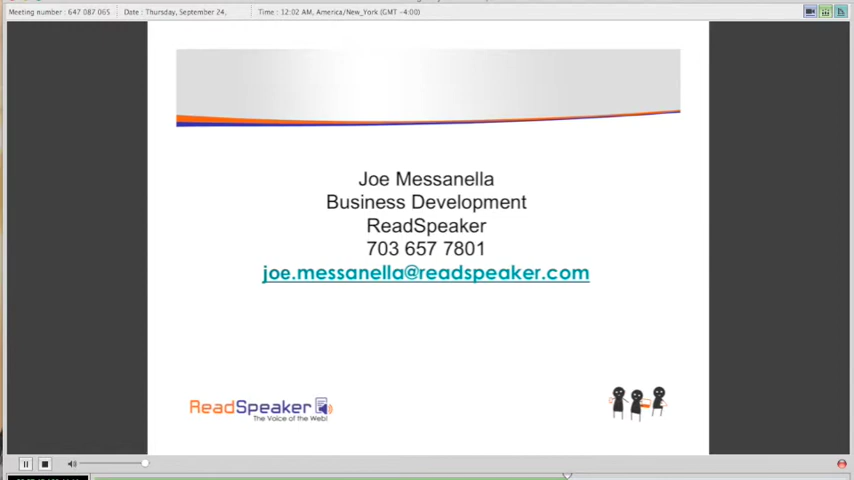 Meeting number : 647 087 065 Date : Thursday, September 24, Time : 12:02 AM, America/New_York (GMT -4:00)
Joe Messanella
Business Development
ReadSpeaker
703 657 7801
joe.messanella@readspeaker.com
ReadSpeaker
The Voice of the Web!